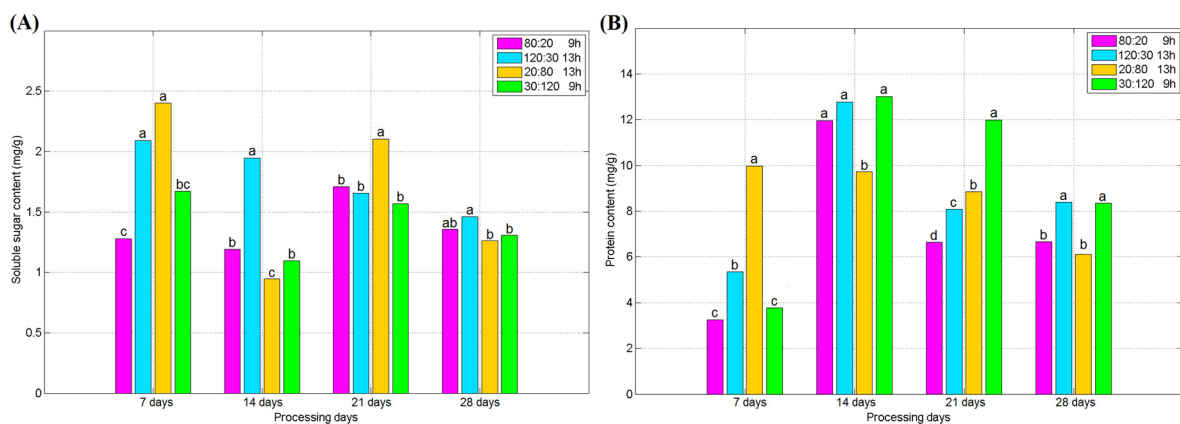 (A)
80:20 9h
120:30 13h
20:80 13h
30:120 9h
Soluble sugar content (mg/g)
2.5
2
1.5
1
0.5
0
c
a
a
bc
b
a
c
b
b
b
a
b
ab
a
b
b
7 days
14 days
21 days
28 days
Processing days
(B)
80:20 9h
120:30 13h
20:80 13h
30:120 9h
Protein content (mg/g)
14
12
10
8
6
4
2
0
c
b
a
c
a
a
b
a
d
c
b
a
b
a
b
a
7 days
14 days
21 days
28 days
Processing days